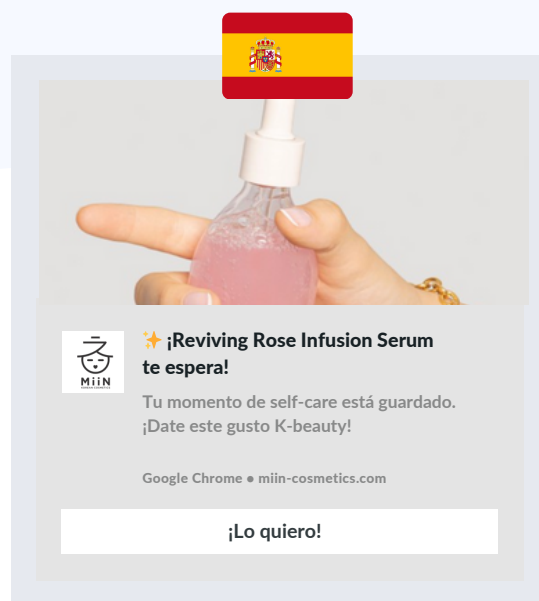 ✨ ¡Reviving Rose Infusion Serum
te espera!
MiiN
Tu momento de self-care está guardado.
¡Date este gusto K-beauty!
Google Chrome ● miin-cosmetics.com
¡Lo quiero!